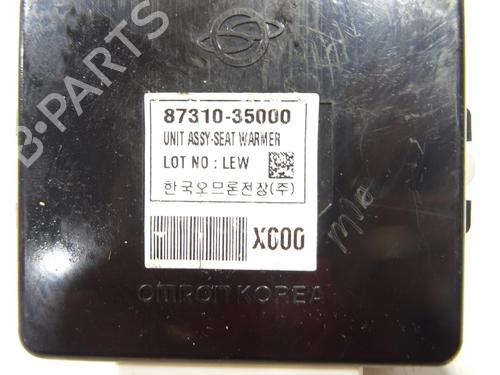 B-PARTS
87310-35000
UNIT ASSY-SEAT WARMER
LOT NO : LEW
한국오므론전장(주)
X000
OMRON KOREA